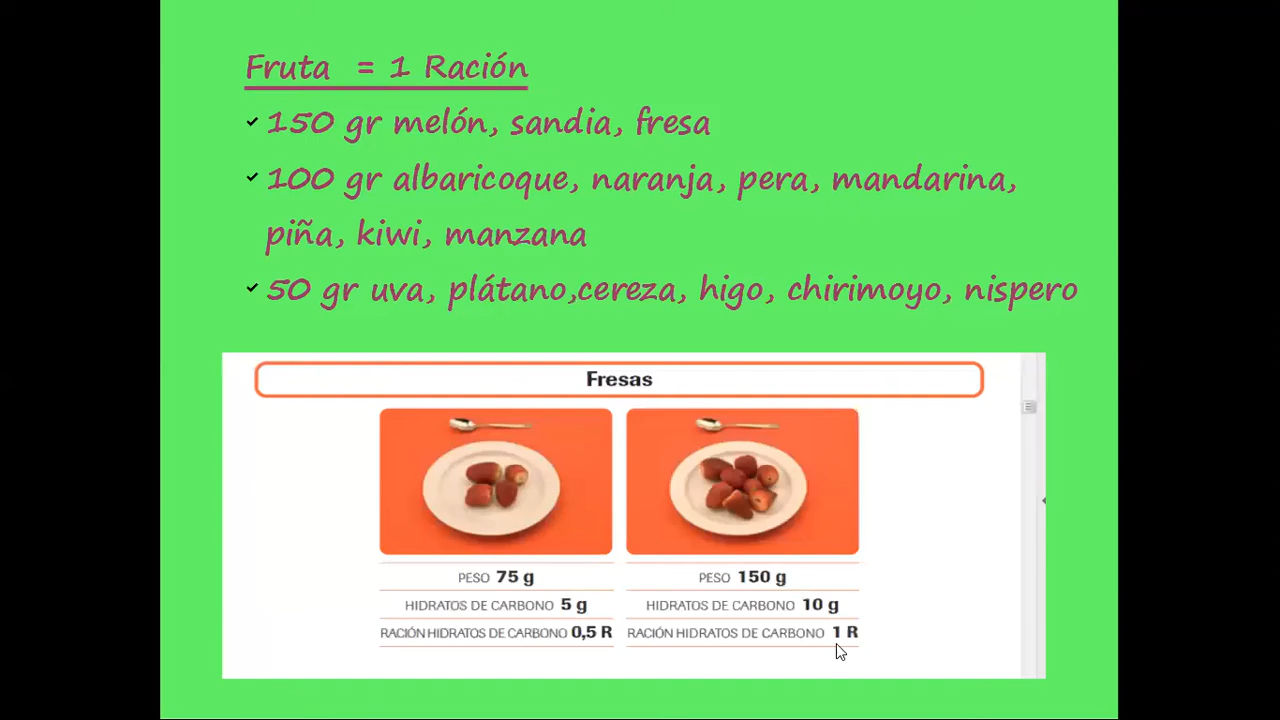 Fruta = 1 Ración
150 gr melón, sandia, fresa
100 gr albaricoque, naranja, pera, mandarina,
piña, kiwi, manzana
50 gr uva, plátano,cereza, higo, chirimoyo, nispero
Fresas
PESO 75 g
HIDRATOS DE CARBONO 5 g
RACIÓN HIDRATOS DE CARBONO 0,5 R
PESO 150 g
HIDRATOS DE CARBONO 10 g
RACIÓN HIDRATOS DE CARBONO 1 R